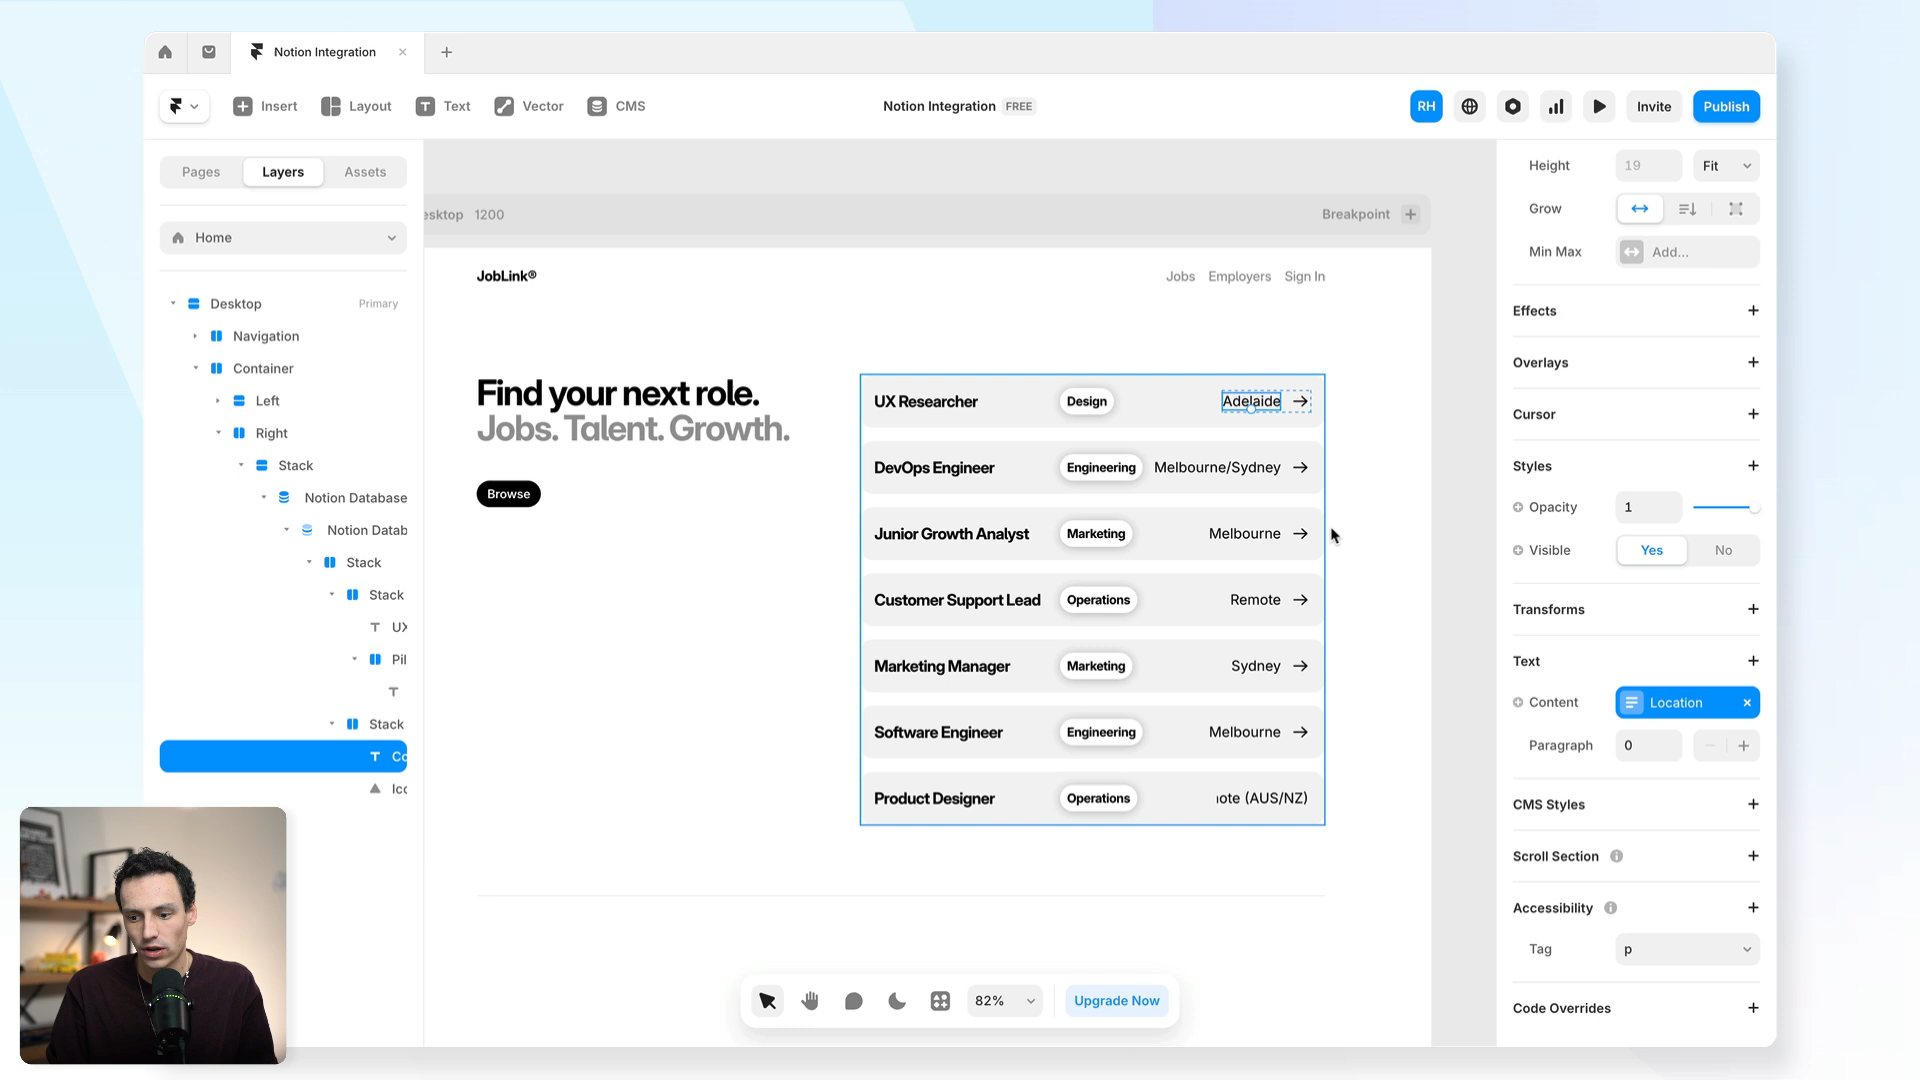 Notion Integration
Insert
Layout
Text
Vector
CMS
Notion Integration FREE
RH
Invite
Publish
Pages
Layers
Assets
Home
Desktop Primary
Navigation
Container
Left
Right
Stack
Notion Database
Notion Datab
Stack
Stack
UX
Pil
Stack
Co
Ico
esktop 1200
Breakpoint
JobLink®
Jobs
Employers
Sign In
Find your next role.
Jobs. Talent. Growth.
Browse
UX Researcher Design Adelaide
DevOps Engineer Engineering Melbourne/Sydney
Junior Growth Analyst Marketing Melbourne
Customer Support Lead Operations Remote
Marketing Manager Marketing Sydney
Software Engineer Engineering Melbourne
Product Designer Operations ote (AUS/NZ)
82%
Upgrade Now
Height 19 Fit
Grow
Min Max Add...
Effects
Overlays
Cursor
Styles
Opacity 1
Visible Yes No
Transforms
Text
Content Location
Paragraph 0
CMS Styles
Scroll Section
Accessibility
Tag p
Code Overrides